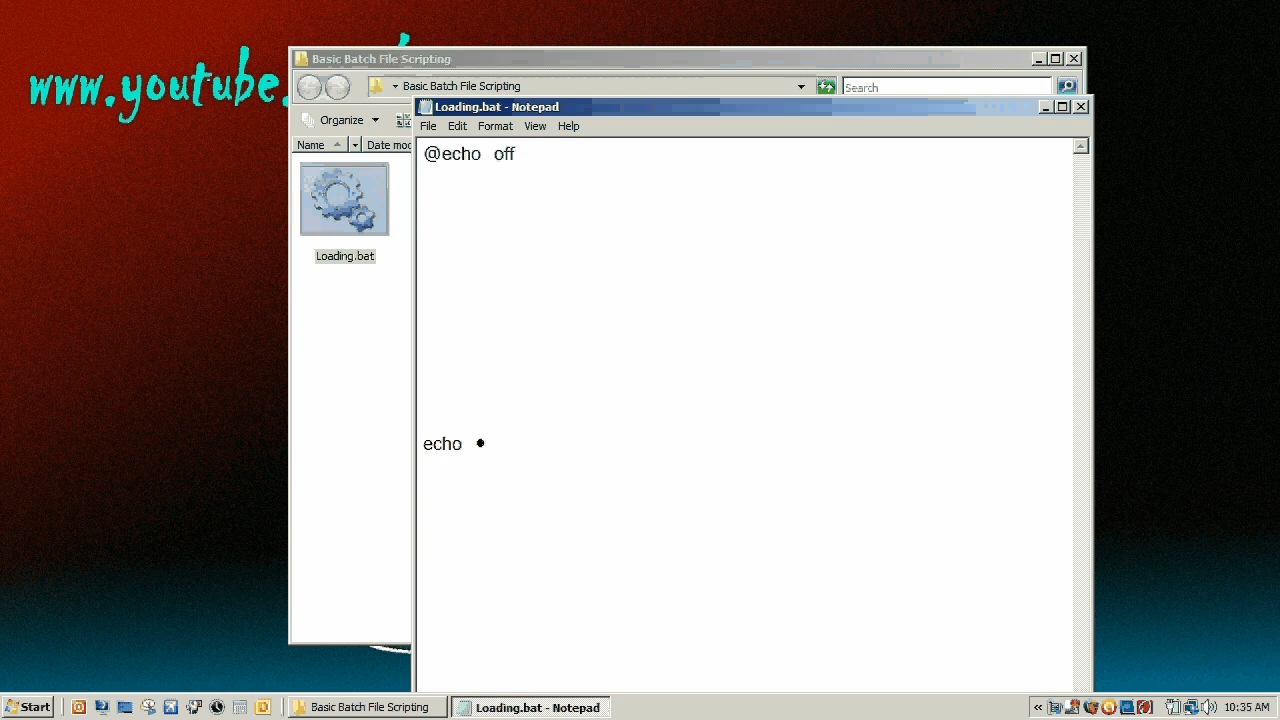 www.youtube.
Basic Batch File Scripting
Basic Batch File Scripting
Search
Organize
Name
Date mod
Loading.bat
Loading.bat - Notepad
File Edit Format View Help
@echo off
echo •
Start
Basic Batch File Scripting
Loading.bat - Notepad
« 10:35 AM